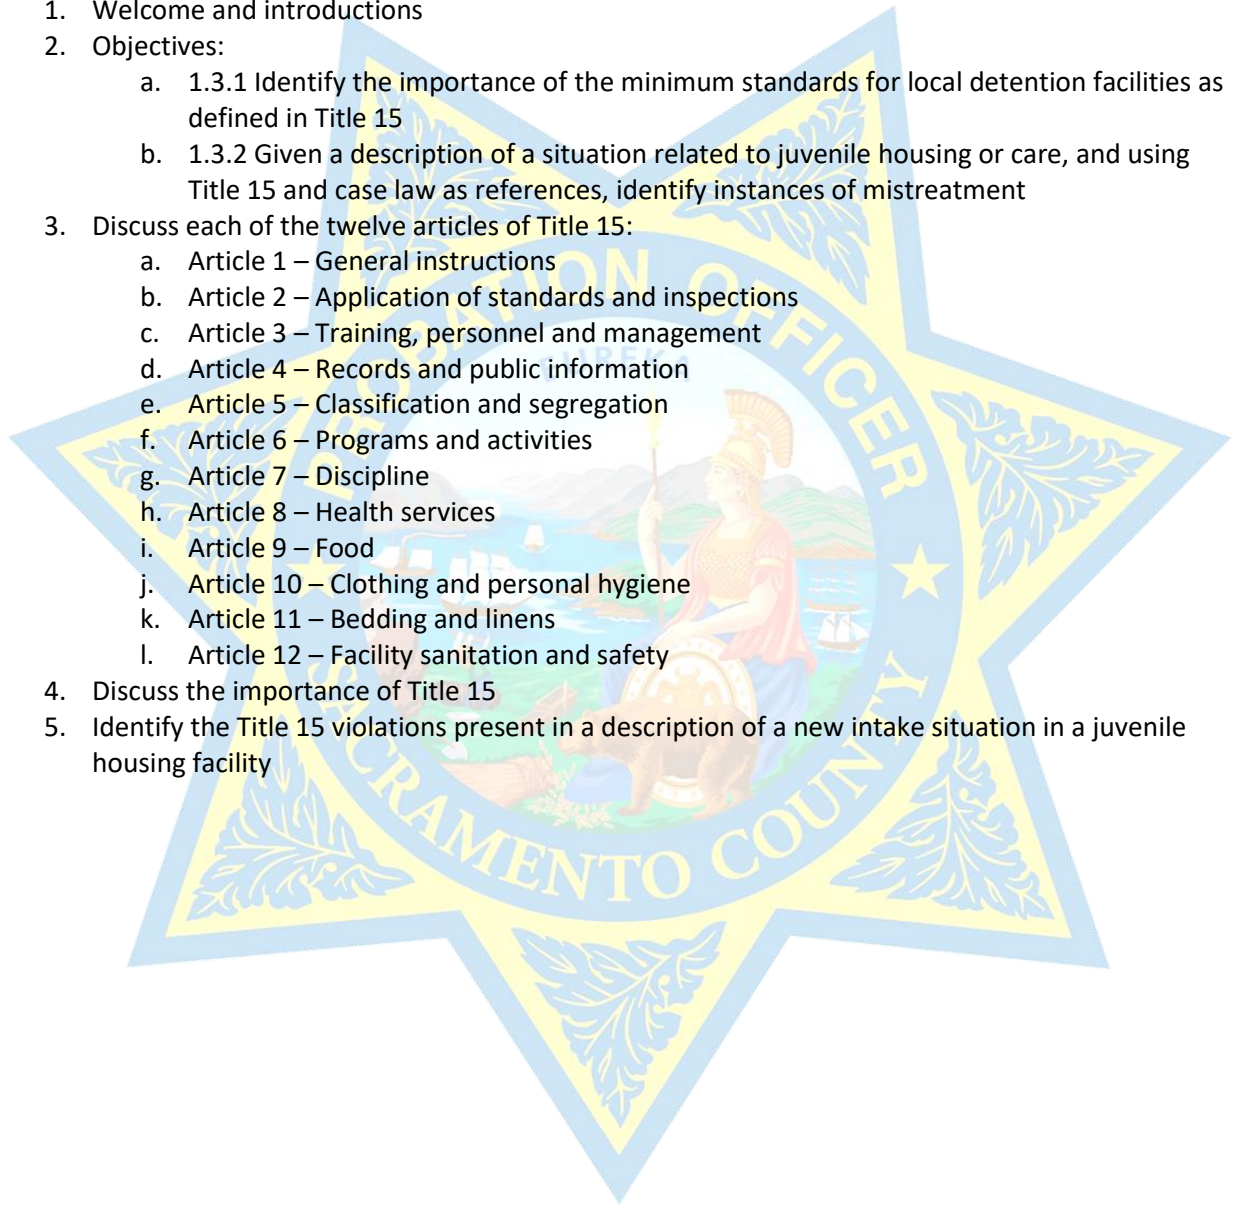 1. Welcome and introductions
2. Objectives:
a. 1.3.1 Identify the importance of the minimum standards for local detention facilities as
defined in Title 15
b. 1.3.2 Given a description of a situation related to juvenile housing or care, and using
Title 15 and case law as references, identify instances of mistreatment
3. Discuss each of the twelve articles of Title 15:
a. Article 1 – General instructions
b. Article 2 – Application of standards and inspections
c. Article 3 – Training, personnel and management
d. Article 4 – Records and public information
e. Article 5 – Classification and segregation
f. Article 6 – Programs and activities
g. Article 7 – Discipline
h. Article 8 – Health services
i. Article 9 – Food
j. Article 10 – Clothing and personal hygiene
k. Article 11 – Bedding and linens
l. Article 12 – Facility sanitation and safety
4. Discuss the importance of Title 15
5. Identify the Title 15 violations present in a description of a new intake situation in a juvenile
housing facility
PROBATION OFFICER
EUREKA
SACRAMENTO COUNTY